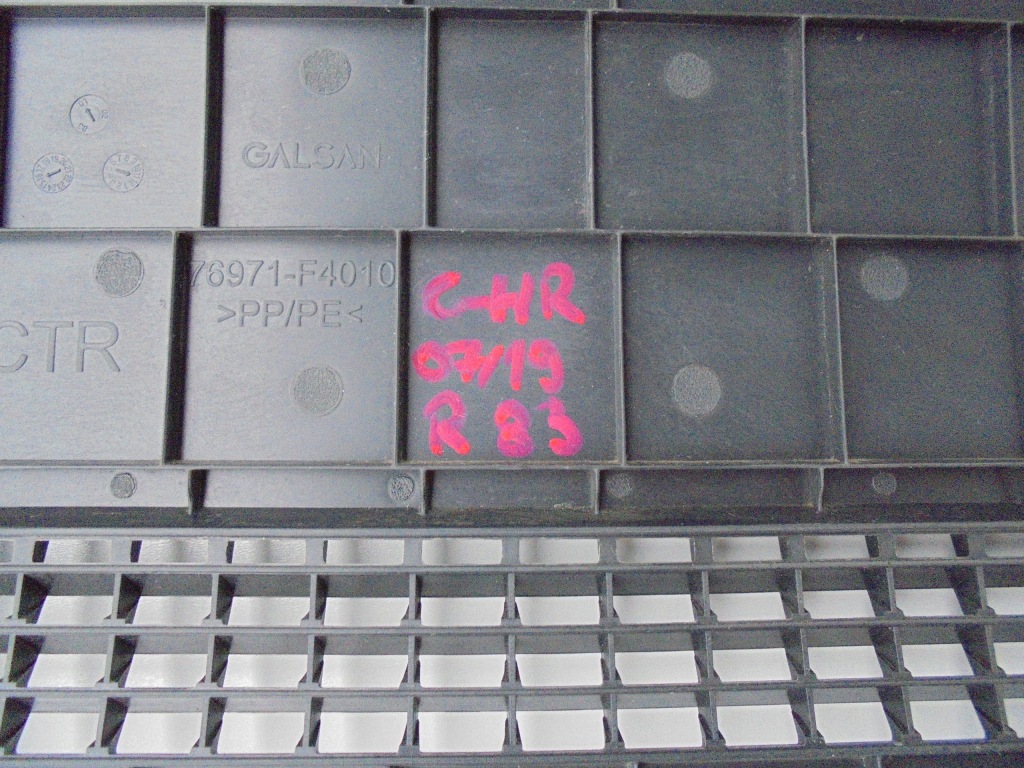 GALSAN
76971-F4010
>PP/PE<
CTR
C-HR
07/19
R 83